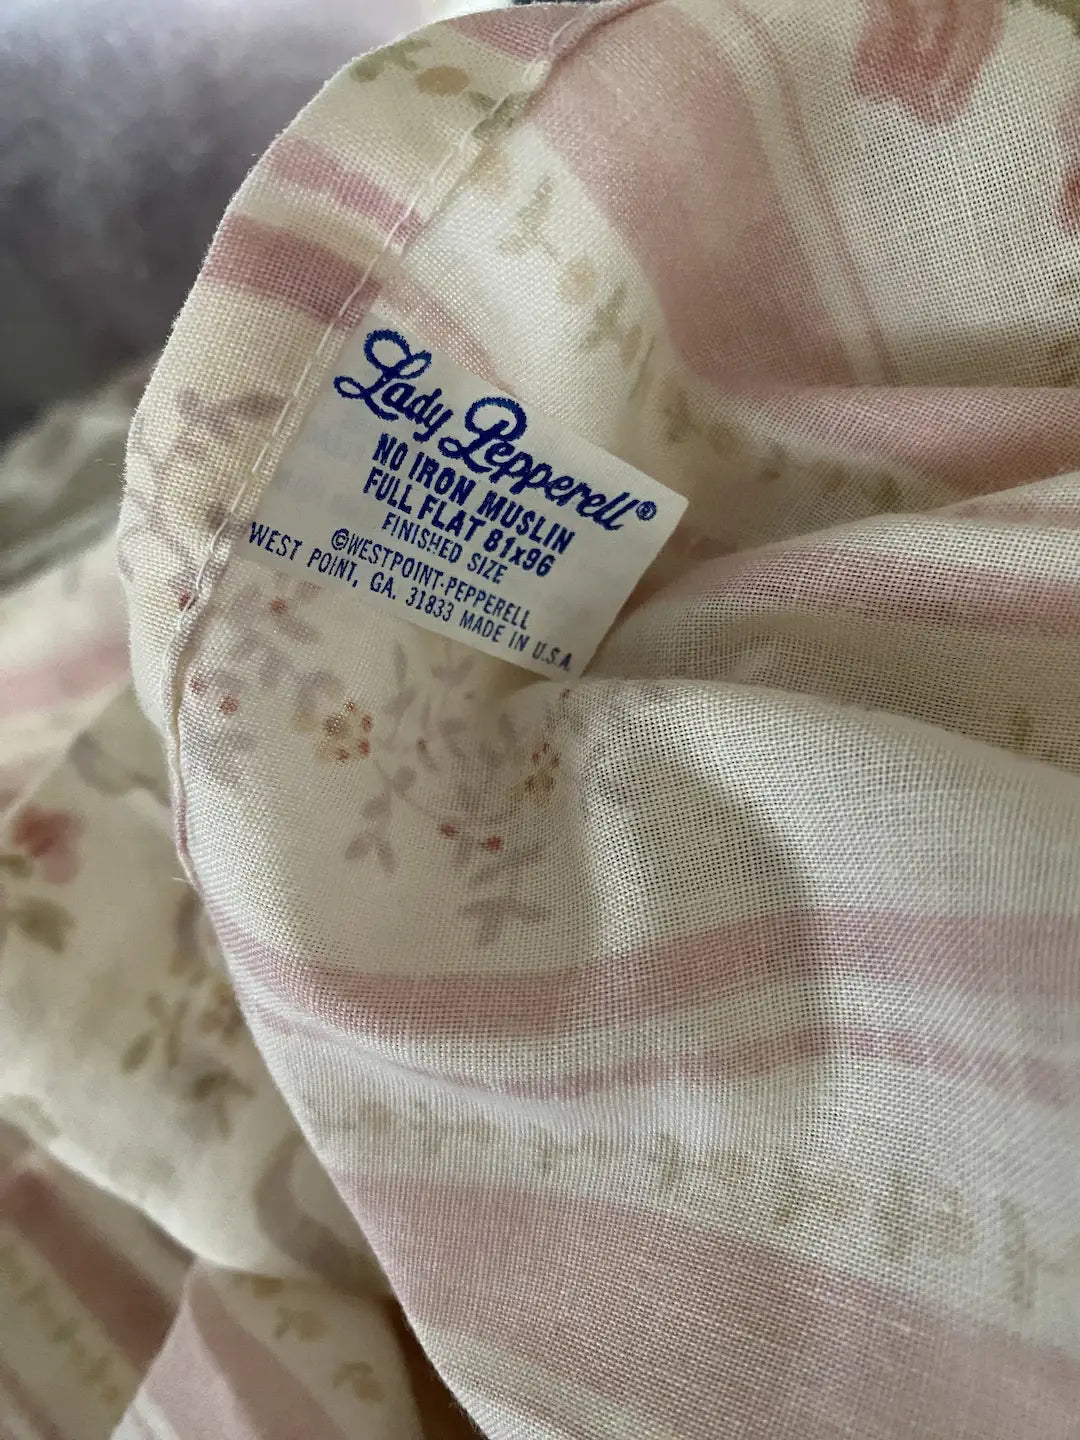 Lady Pepperell®
NO IRON MUSLIN
FULL FLAT 81x96
FINISHED SIZE
©WESTPOINT-PEPPERELL
WEST POINT, GA. 31833 MADE IN U.S.A.